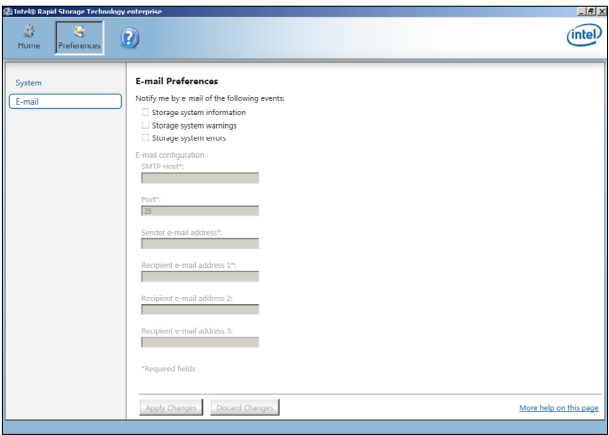 Intel® Rapid Storage Technology enterprise
Home
Preferences
?
intel
System
E-mail
E-mail Preferences
Notify me by e-mail of the following events:
Storage system information
Storage system warnings
Storage system errors
E-mail configuration
SMTP Host*:
Port*:
25
Sender e-mail address*:
Recipient e-mail address 1*:
Recipient e-mail address 2:
Recipient e-mail address 3:
*Required fields
Apply Changes
Discard Changes
More help on this page